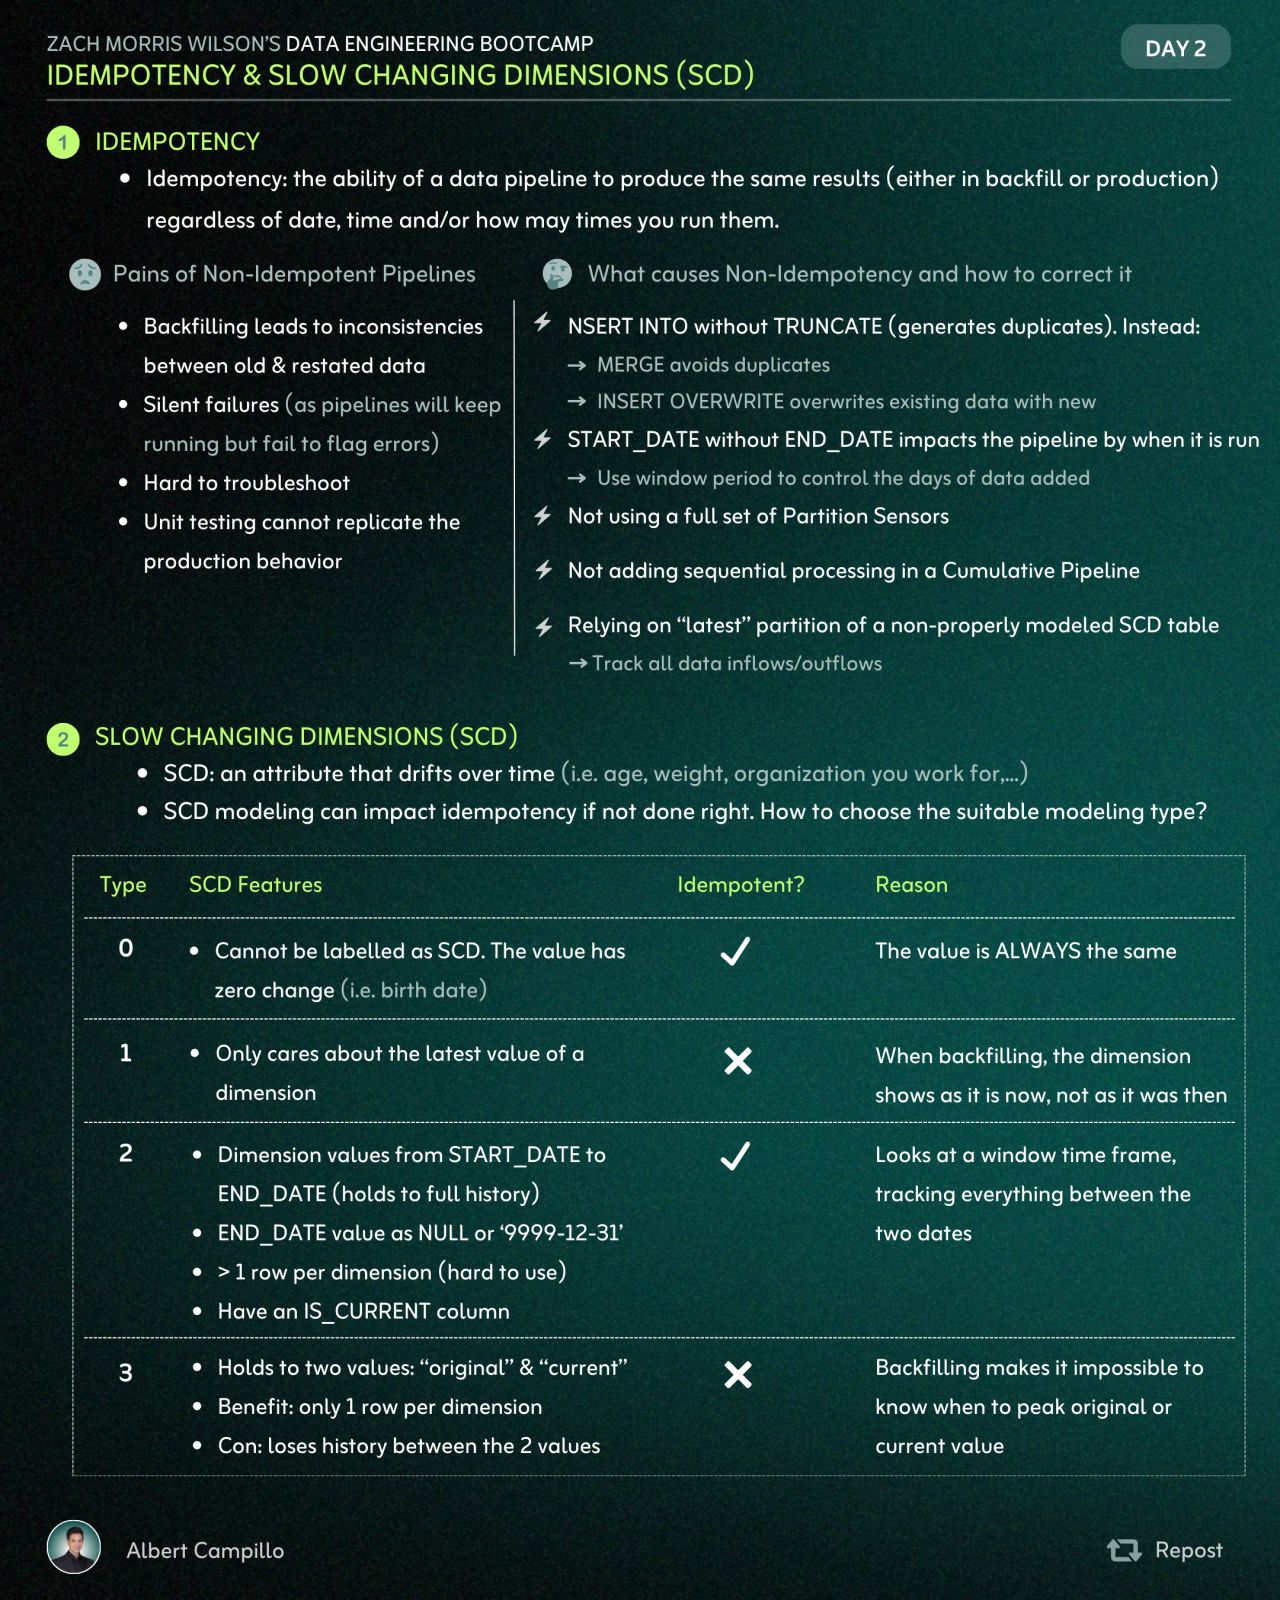 ZACH MORRIS WILSON'S DATA ENGINEERING BOOTCAMP
DAY 2
IDEMPOTENCY & SLOW CHANGING DIMENSIONS (SCD)
1 IDEMPOTENCY
• Idempotency: the ability of a data pipeline to produce the same results (either in backfill or production)
regardless of date, time and/or how may times you run them.
Pains of Non-Idempotent Pipelines
• Backfilling leads to inconsistencies
between old & restated data
• Silent failures (as pipelines will keep
running but fail to flag errors)
• Hard to troubleshoot
• Unit testing cannot replicate the
production behavior
What causes Non-Idempotency and how to correct it
NSERT INTO without TRUNCATE (generates duplicates). Instead:
→ MERGE avoids duplicates
→ INSERT OVERWRITE overwrites existing data with new
START_DATE without END_DATE impacts the pipeline by when it is run
→ Use window period to control the days of data added
Not using a full set of Partition Sensors
Not adding sequential processing in a Cumulative Pipeline
Relying on “latest” partition of a non-properly modeled SCD table
→ Track all data inflows/outflows
2 SLOW CHANGING DIMENSIONS (SCD)
• SCD: an attribute that drifts over time (i.e. age, weight, organization you work for,...)
• SCD modeling can impact idempotency if not done right. How to choose the suitable modeling type?
Type SCD Features Idempotent? Reason
0 • Cannot be labelled as SCD. The value has ✓ The value is ALWAYS the same
zero change (i.e. birth date)
1 • Only cares about the latest value of a ✕ When backfilling, the dimension
dimension shows as it is now, not as it was then
2 • Dimension values from START_DATE to ✓ Looks at a window time frame,
END_DATE (holds to full history) tracking everything between the
• END_DATE value as NULL or ‘9999-12-31’ two dates
• > 1 row per dimension (hard to use)
• Have an IS_CURRENT column
3 • Holds to two values: “original” & “current” ✕ Backfilling makes it impossible to
• Benefit: only 1 row per dimension know when to peak original or
• Con: loses history between the 2 values current value
Albert Campillo
Repost